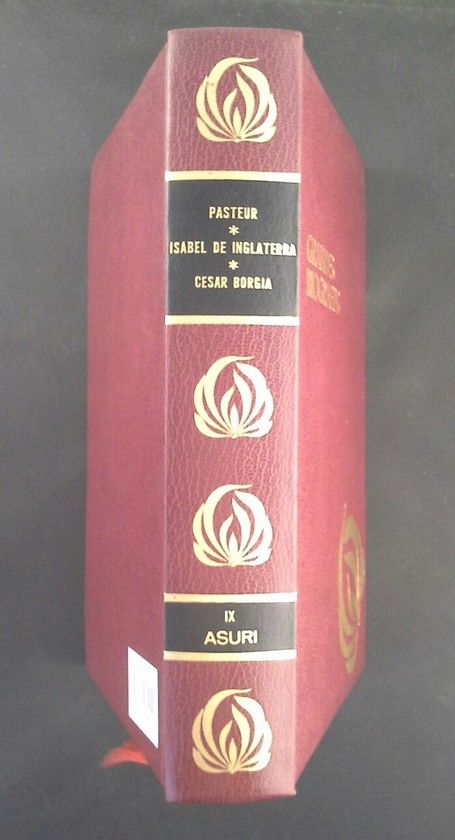 PASTEUR
*
ISABEL DE INGLATERRA
*
CESAR BORGIA
IX
ASURI